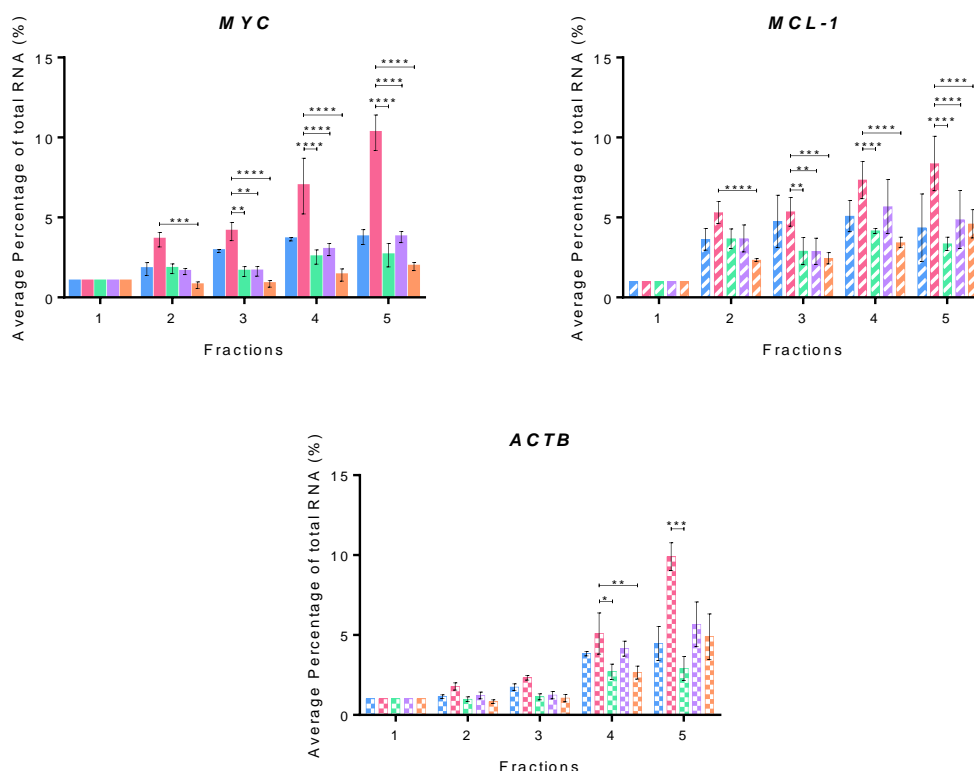 MYC
Average Percentage of total RNA (%)
15
10
5
0
***
****
**
**
****
****
****
****
****
****
1 2 3 4 5
Fractions
MCL-1
Average Percentage of total RNA (%)
15
10
5
0
****
***
**
**
****
****
****
****
****
1 2 3 4 5
Fractions
ACTB
Average Percentage of total RNA (%)
15
10
5
0
**
*
***
1 2 3 4 5
Fractions